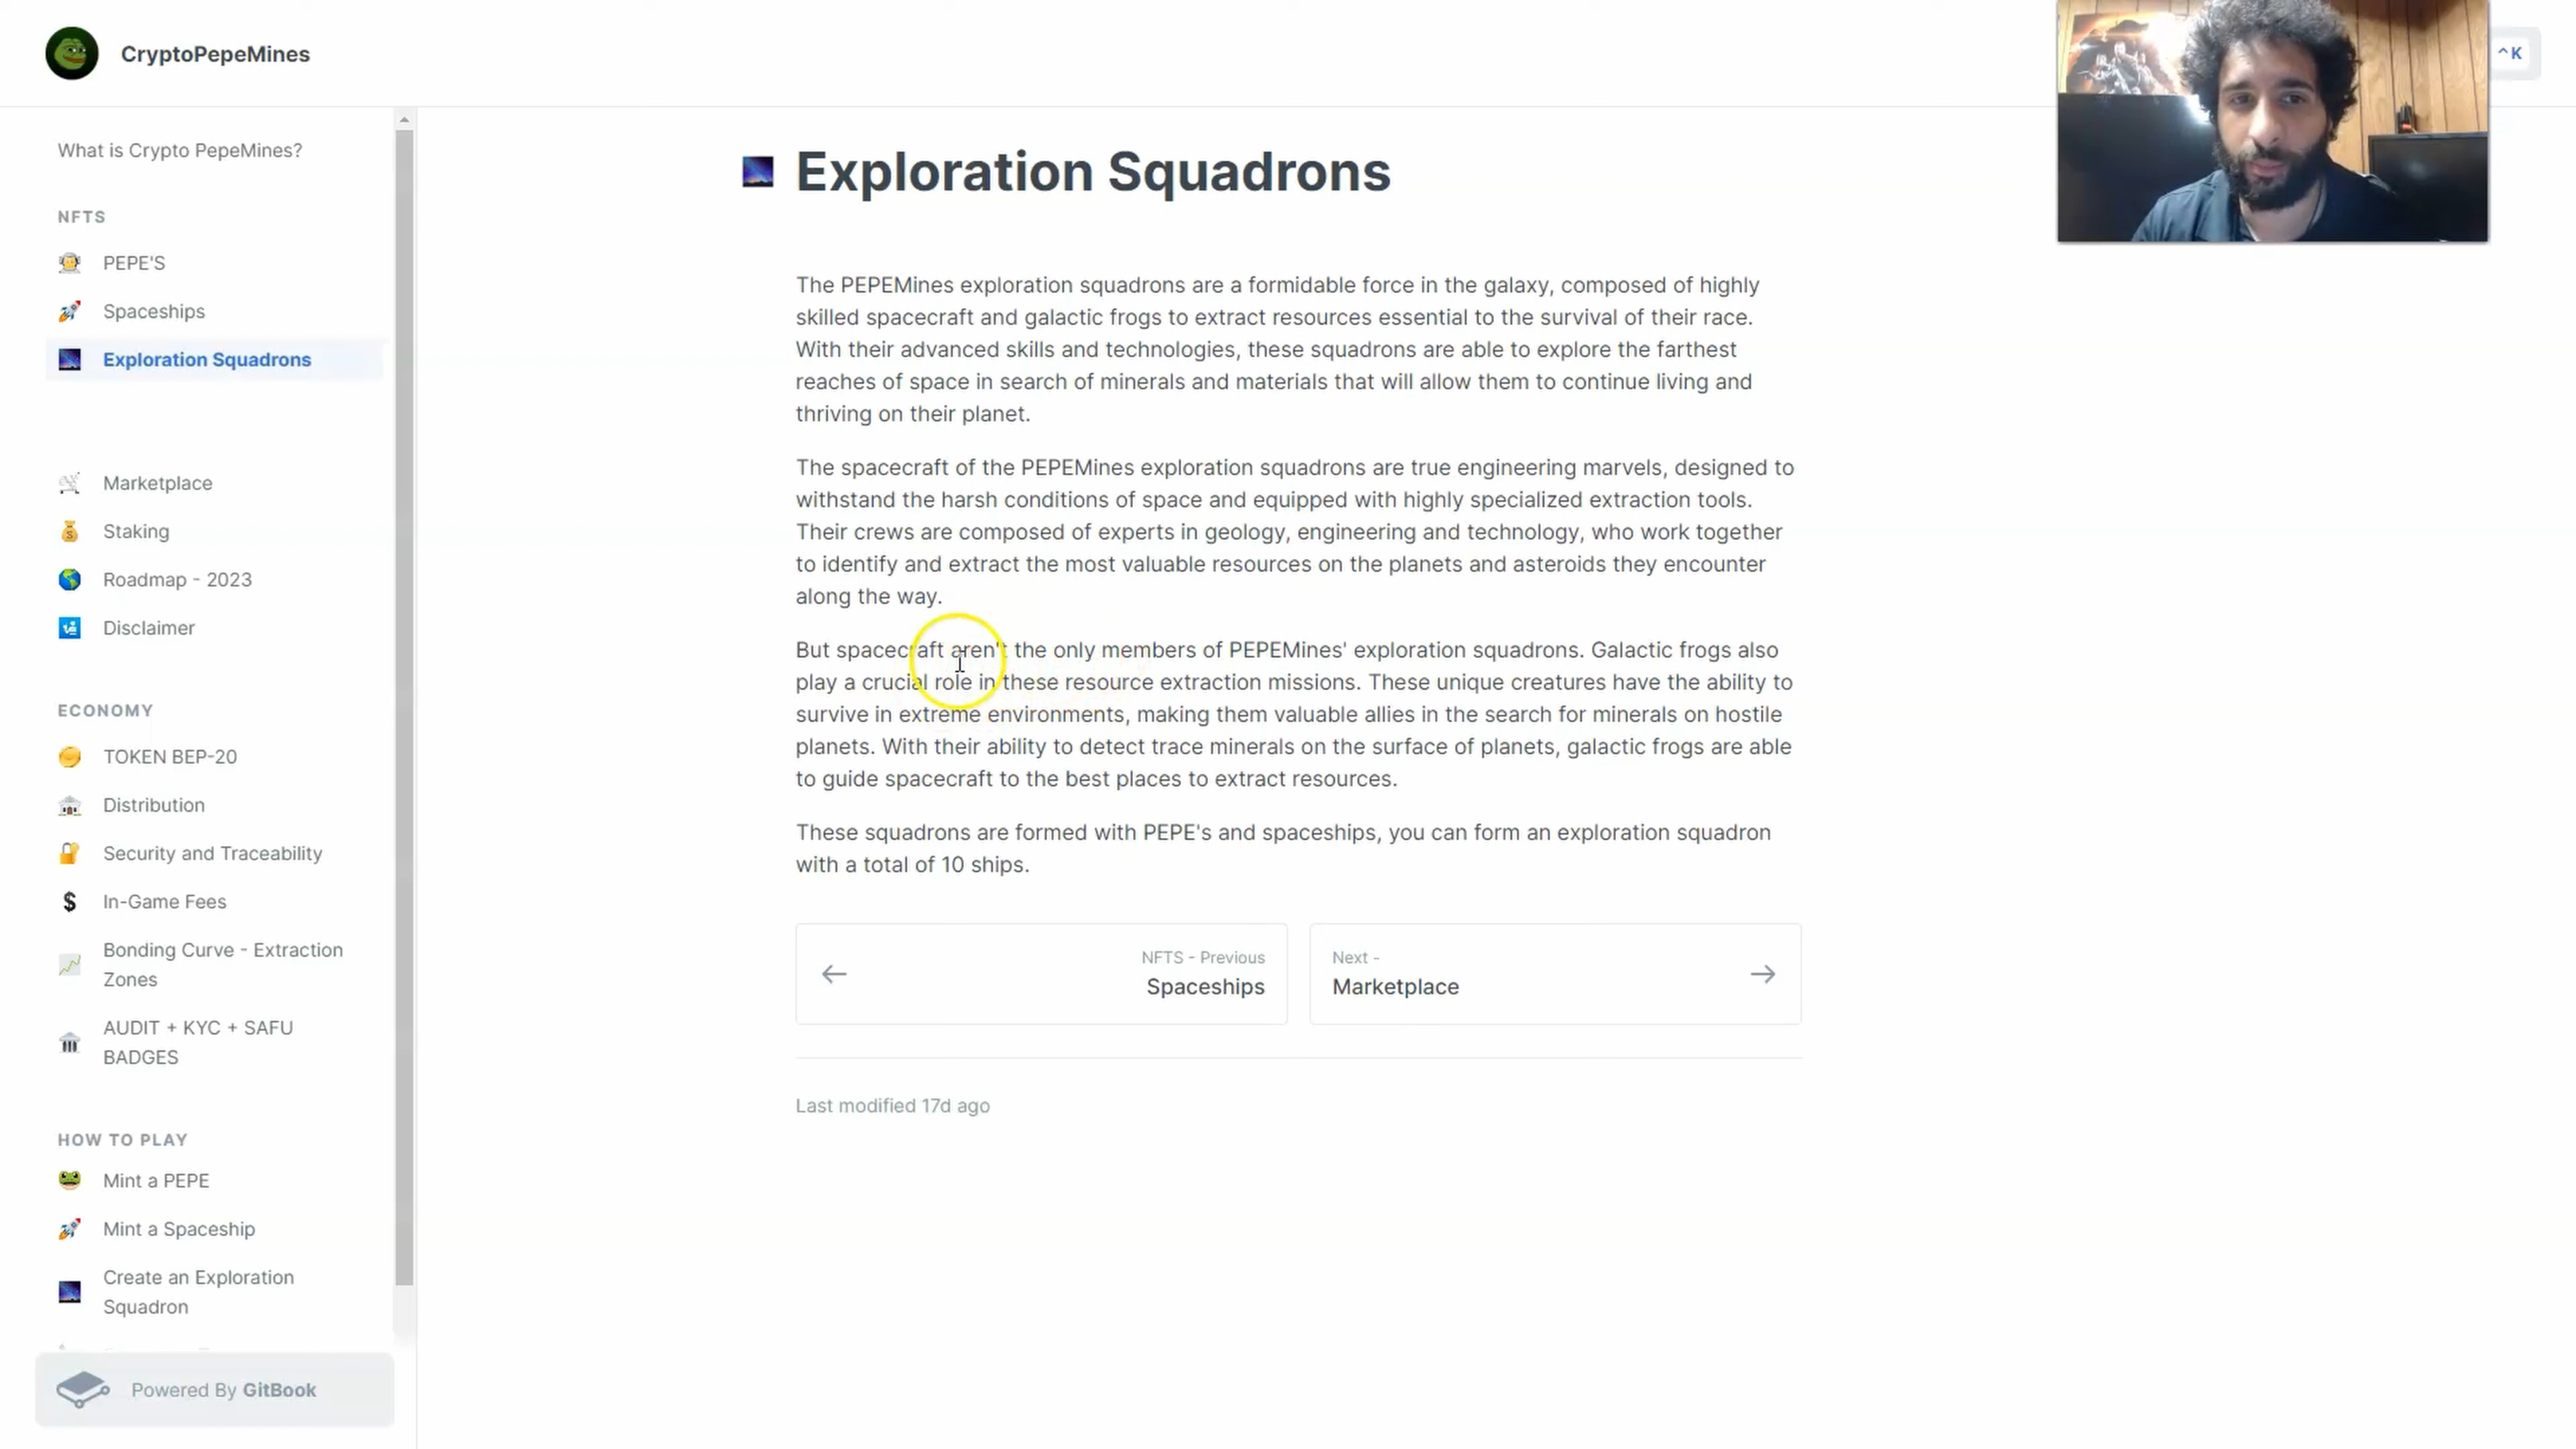 CryptoPepeMines
^K
What is Crypto PepeMines?
NFTS
PEPE'S
Spaceships
Exploration Squadrons
Marketplace
Staking
Roadmap - 2023
Disclaimer
ECONOMY
TOKEN BEP-20
Distribution
Security and Traceability
In-Game Fees
Bonding Curve - Extraction
Zones
AUDIT + KYC + SAFU
BADGES
HOW TO PLAY
Mint a PEPE
Mint a Spaceship
Create an Exploration
Squadron
Powered By GitBook
Exploration Squadrons
The PEPEMines exploration squadrons are a formidable force in the galaxy, composed of highly
skilled spacecraft and galactic frogs to extract resources essential to the survival of their race.
With their advanced skills and technologies, these squadrons are able to explore the farthest
reaches of space in search of minerals and materials that will allow them to continue living and
thriving on their planet.
The spacecraft of the PEPEMines exploration squadrons are true engineering marvels, designed to
withstand the harsh conditions of space and equipped with highly specialized extraction tools.
Their crews are composed of experts in geology, engineering and technology, who work together
to identify and extract the most valuable resources on the planets and asteroids they encounter
along the way.
But spacecraft aren't the only members of PEPEMines' exploration squadrons. Galactic frogs also
play a crucial role in these resource extraction missions. These unique creatures have the ability to
survive in extreme environments, making them valuable allies in the search for minerals on hostile
planets. With their ability to detect trace minerals on the surface of planets, galactic frogs are able
to guide spacecraft to the best places to extract resources.
These squadrons are formed with PEPE's and spaceships, you can form an exploration squadron
with a total of 10 ships.
NFTS - Previous
Spaceships
Next -
Marketplace
Last modified 17d ago